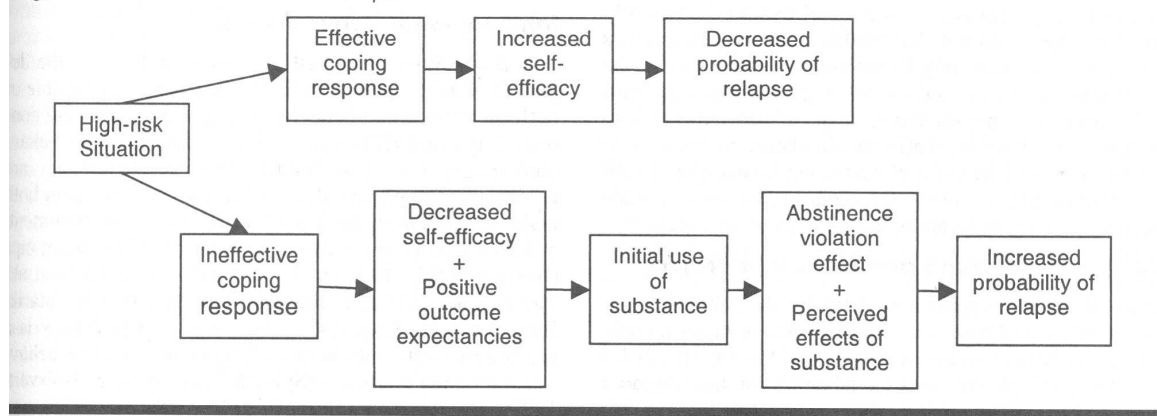 Effective
coping
response
Increased
self-
efficacy
Decreased
probability of
relapse
High-risk
Situation
Ineffective
coping
response
Decreased
self-efficacy
+
Positive
outcome
expectancies
Initial use
of
substance
Abstinence
violation
effect
+
Perceived
effects of
substance
Increased
probability of
relapse